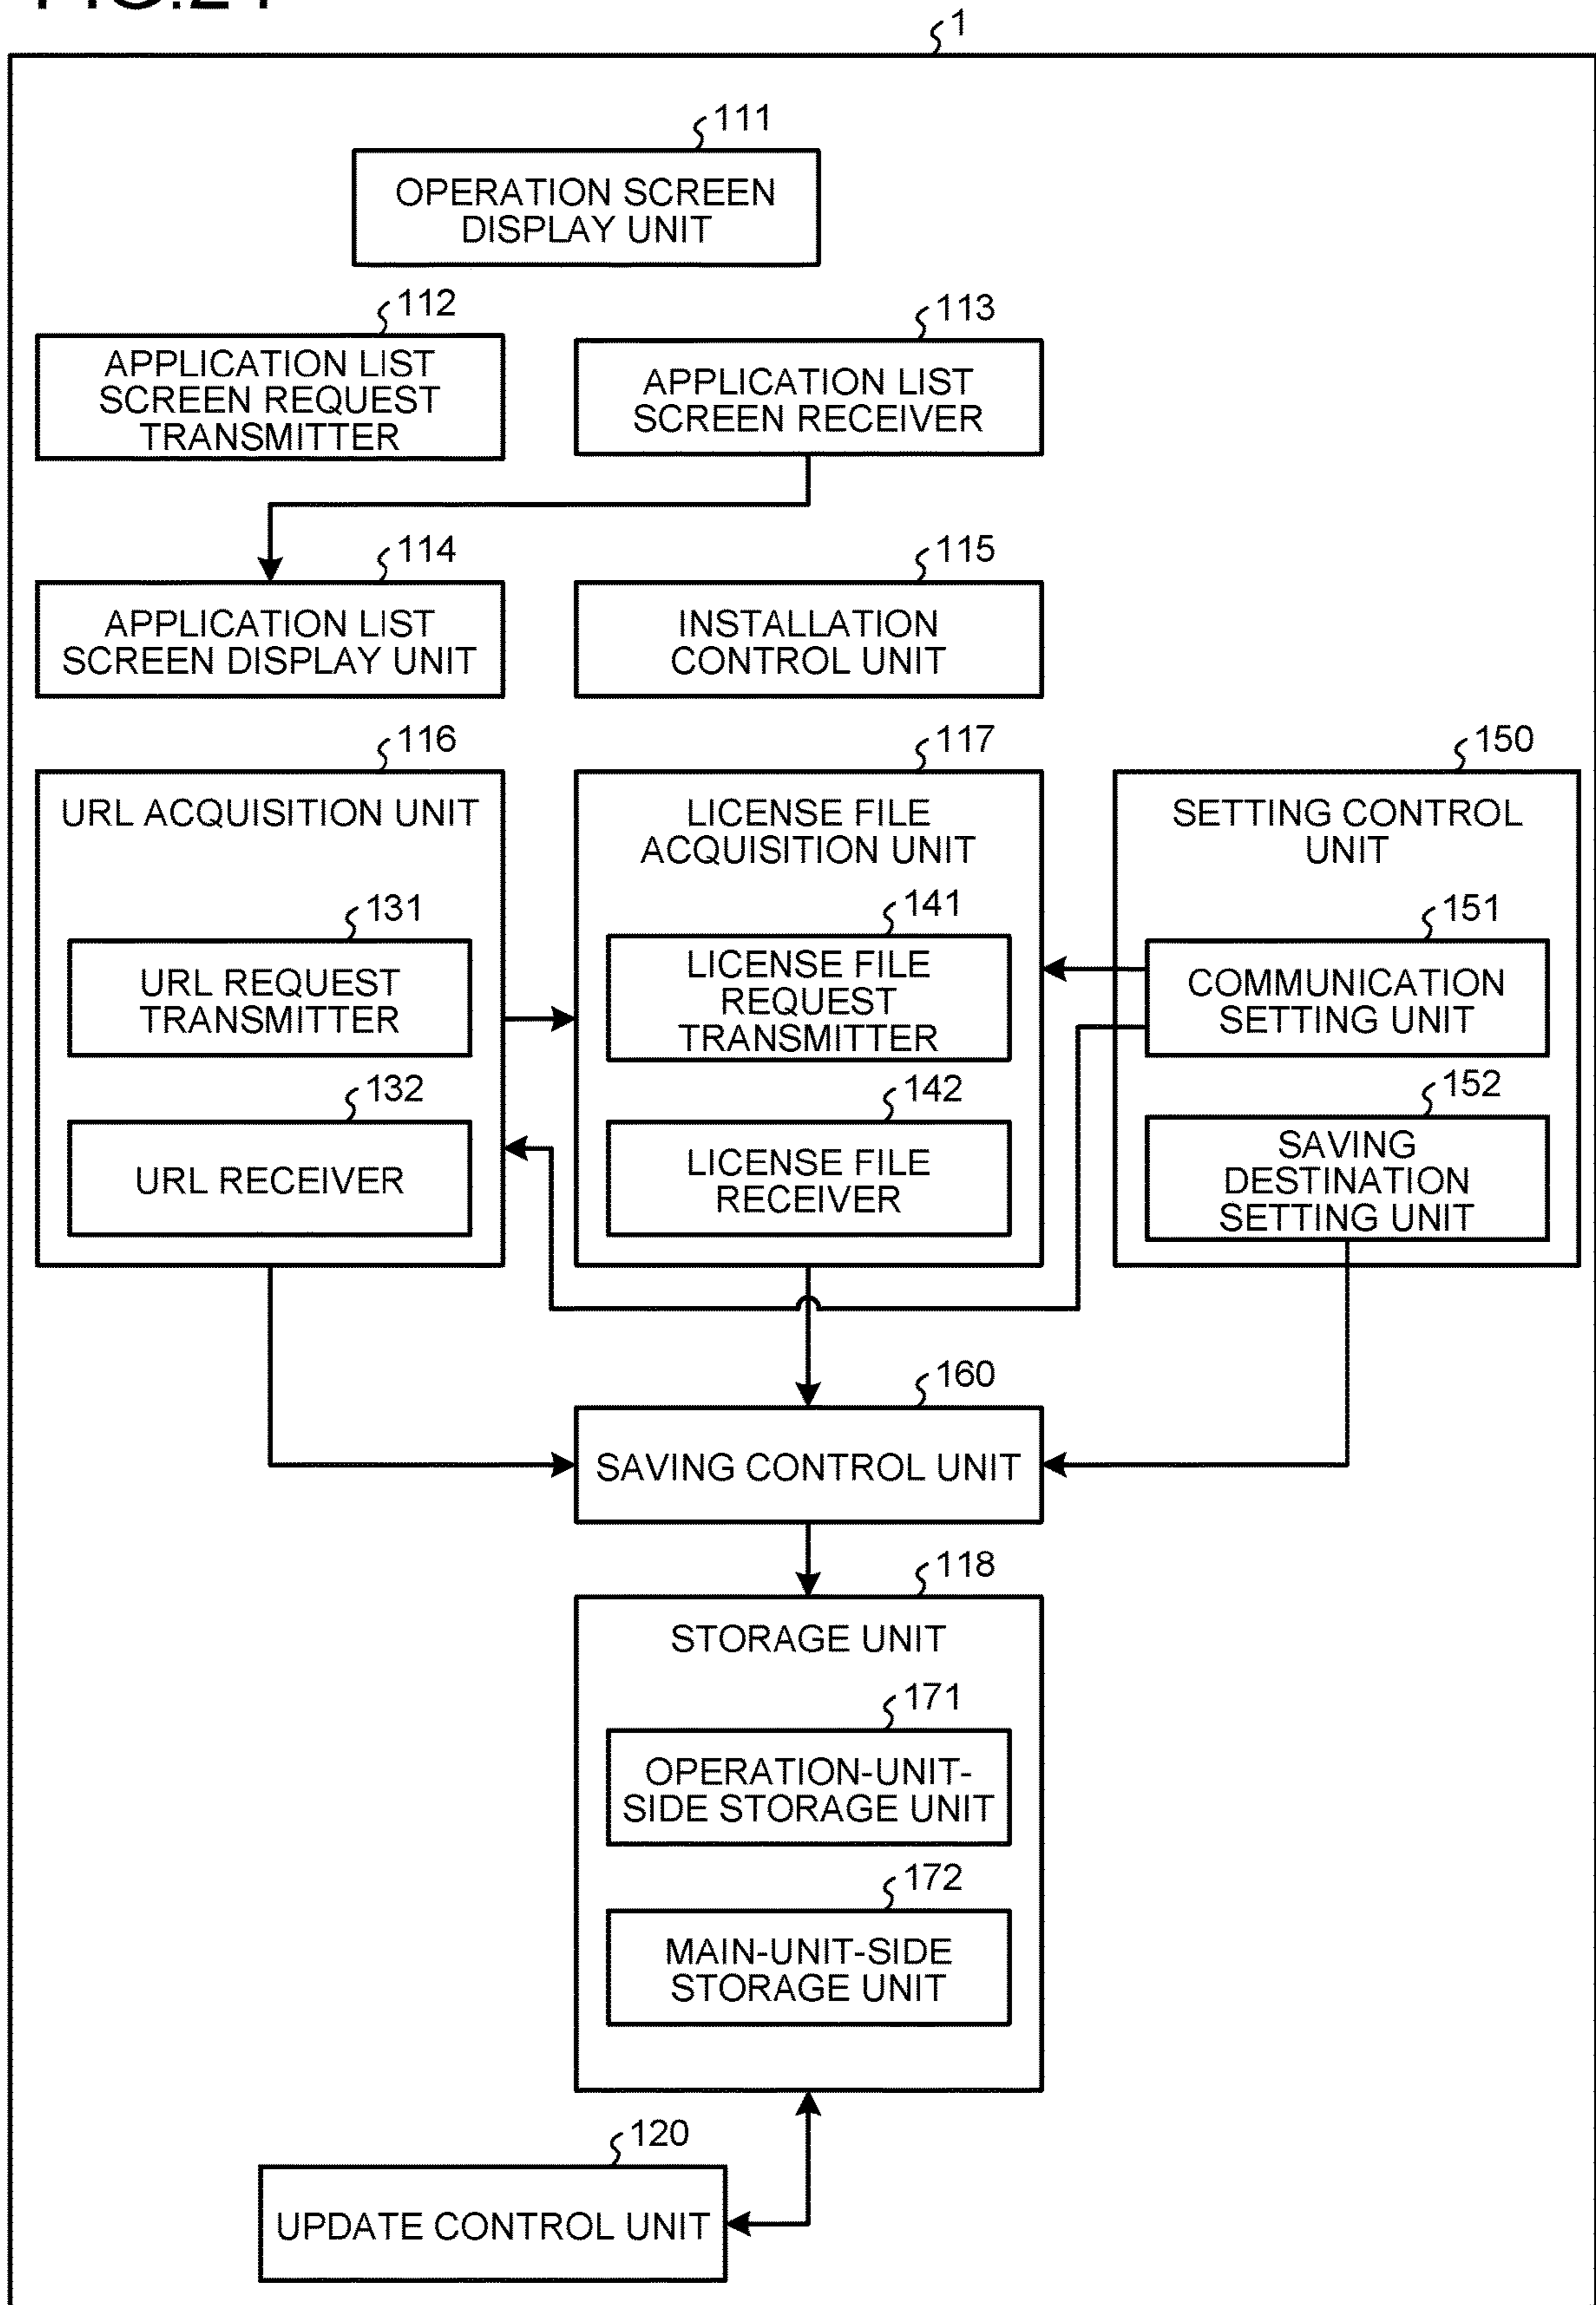 1
111
OPERATION SCREEN
DISPLAY UNIT
112
APPLICATION LIST
SCREEN REQUEST
TRANSMITTER
113
APPLICATION LIST
SCREEN RECEIVER
114
APPLICATION LIST
SCREEN DISPLAY UNIT
115
INSTALLATION
CONTROL UNIT
116
URL ACQUISITION UNIT
131
URL REQUEST
TRANSMITTER
132
URL RECEIVER
117
LICENSE FILE
ACQUISITION UNIT
141
LICENSE FILE
REQUEST
TRANSMITTER
142
LICENSE FILE
RECEIVER
150
SETTING CONTROL
UNIT
151
COMMUNICATION
SETTING UNIT
152
SAVING
DESTINATION
SETTING UNIT
160
SAVING CONTROL UNIT
118
STORAGE UNIT
171
OPERATION-UNIT-
SIDE STORAGE UNIT
172
MAIN-UNIT-SIDE
STORAGE UNIT
120
UPDATE CONTROL UNIT